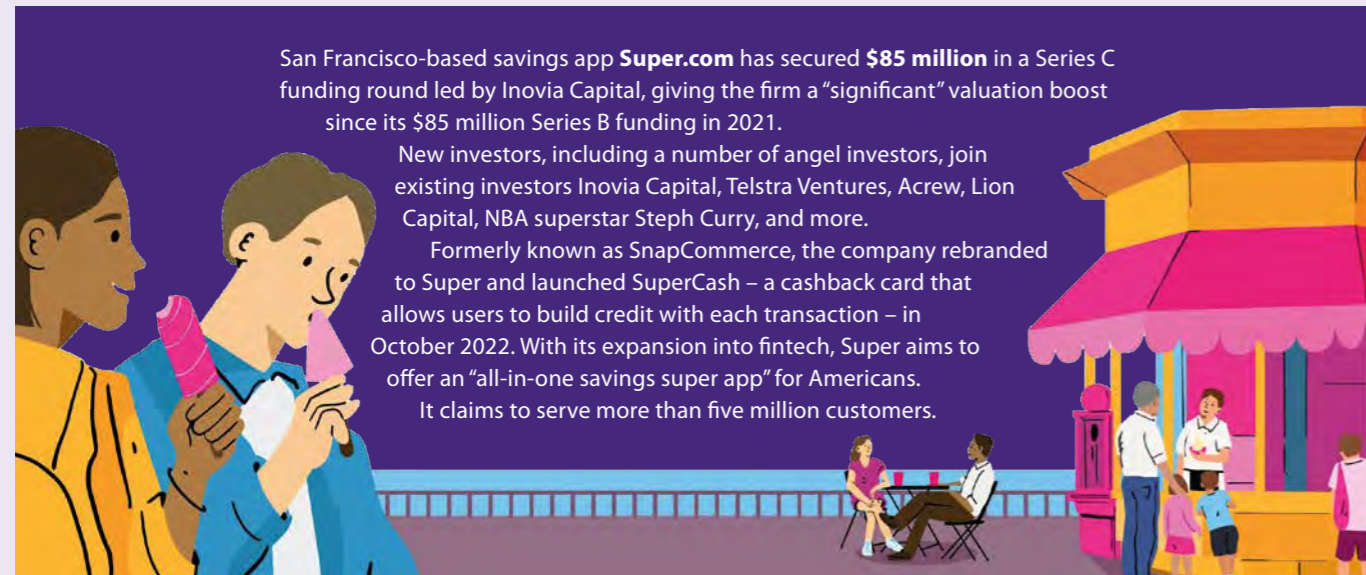 San Francisco-based savings app Super.com has secured $85 million in a Series C
funding round led by Inovia Capital, giving the firm a “significant” valuation boost
since its $85 million Series B funding in 2021.
New investors, including a number of angel investors, join
existing investors Inovia Capital, Telstra Ventures, Acrew, Lion
Capital, NBA superstar Steph Curry, and more.
Formerly known as SnapCommerce, the company rebranded
to Super and launched SuperCash – a cashback card that
allows users to build credit with each transaction – in
October 2022. With its expansion into fintech, Super aims to
offer an “all-in-one savings super app” for Americans.
It claims to serve more than five million customers.